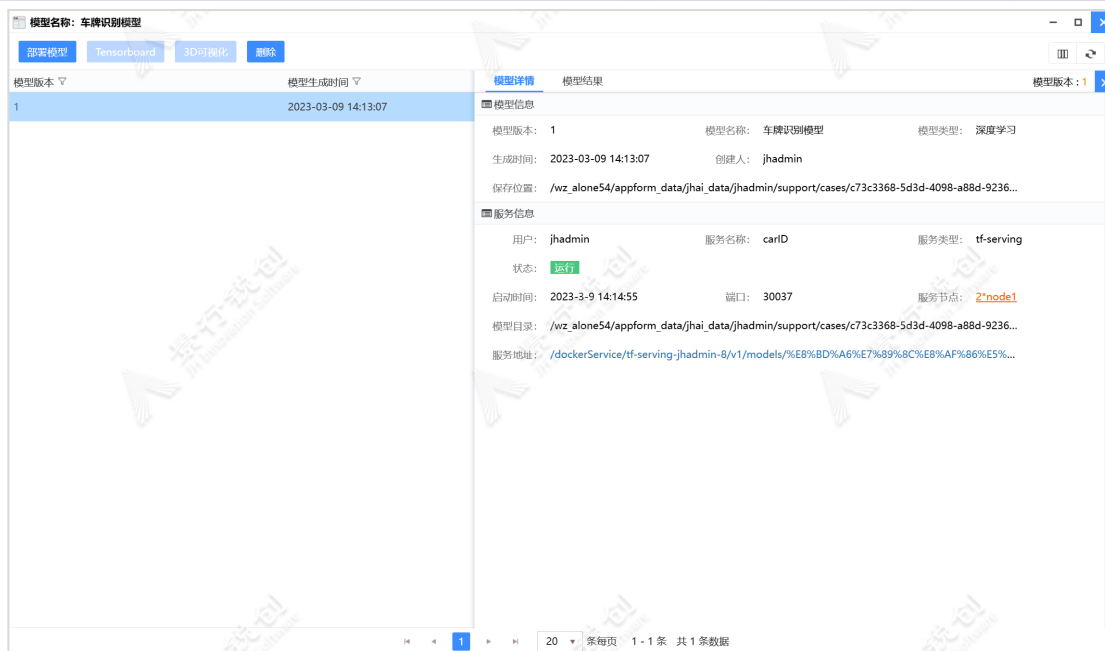 模型名称：车牌识别模型
部署模型 Tensorboard 3D可视化 删除
模型版本 模型生成时间 模型详情 模型结果 模型版本：1
1 2023-03-09 14:13:07
模型信息
模型版本： 1 模型名称： 车牌识别模型 模型类型： 深度学习
生成时间： 2023-03-09 14:13:07 创建人： jhadmin
保存位置： /wz_alone54/appform_data/jhai_data/jhadmin/support/cases/c73c3368-5d3d-4098-a88d-9236...
服务信息
用户： jhadmin 服务名称： carID 服务类型： tf-serving
状态： 运行
启动时间： 2023-3-9 14:14:55 端口： 30037 服务节点： 2*node1
模型目录： /wz_alone54/appform_data/jhai_data/jhadmin/support/cases/c73c3368-5d3d-4098-a88d-9236...
服务地址： /dockerService/tf-serving-jhadmin-8/v1/models/%E8%BD%A6%E7%89%8C%E8%AF%86%E5%...
1 20 条每页 1 - 1 条 共 1 条数据
景行锐创